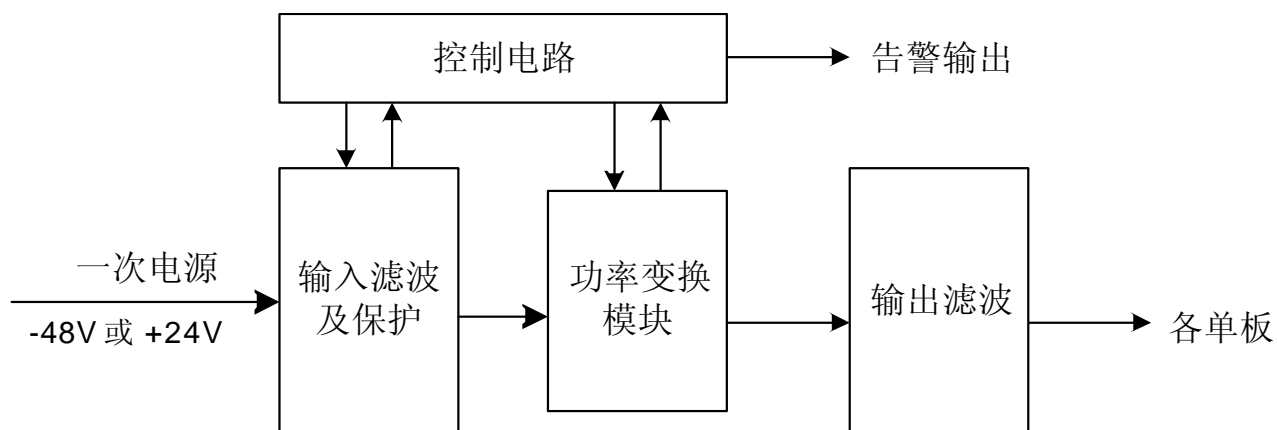 控制电路
告警输出
一次电源
-48V 或 +24V
输入滤波
及保护
功率变换
模块
输出滤波
各单板